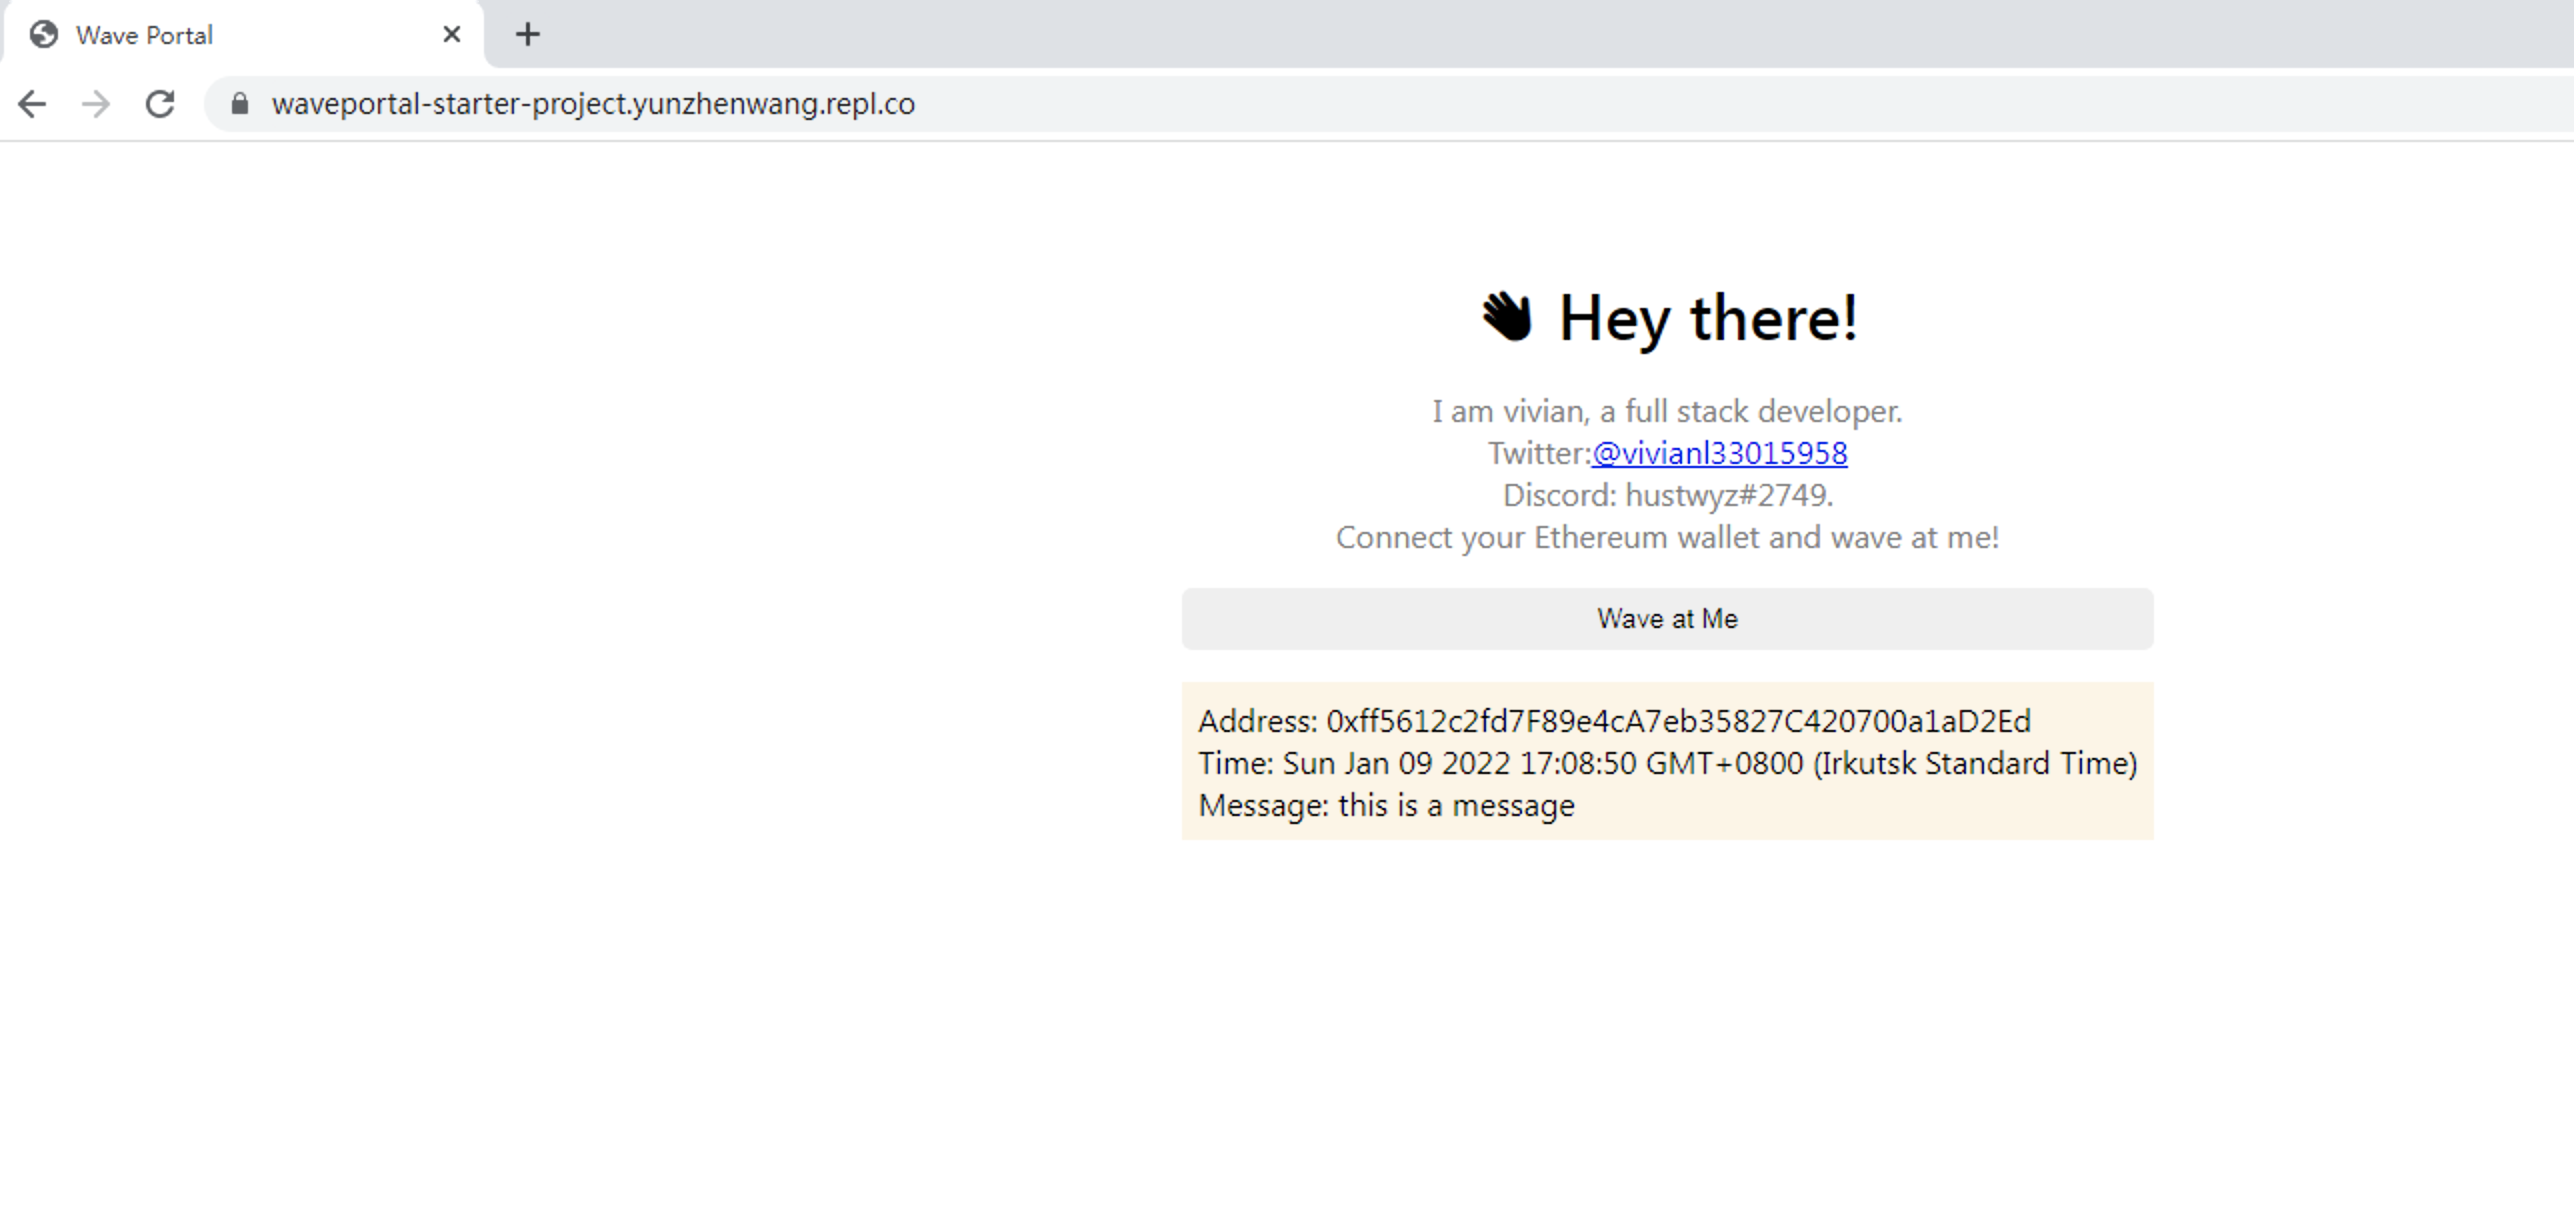 Wave Portal
waveportal-starter-project.yunzhenwang.repl.co
👋 Hey there!
I am vivian, a full stack developer.
Twitter:@vivianl33015958
Discord: hustwyz#2749.
Connect your Ethereum wallet and wave at me!
Wave at Me
Address: 0xff5612c2fd7F89e4cA7eb35827C420700a1aD2Ed
Time: Sun Jan 09 2022 17:08:50 GMT+0800 (Irkutsk Standard Time)
Message: this is a message